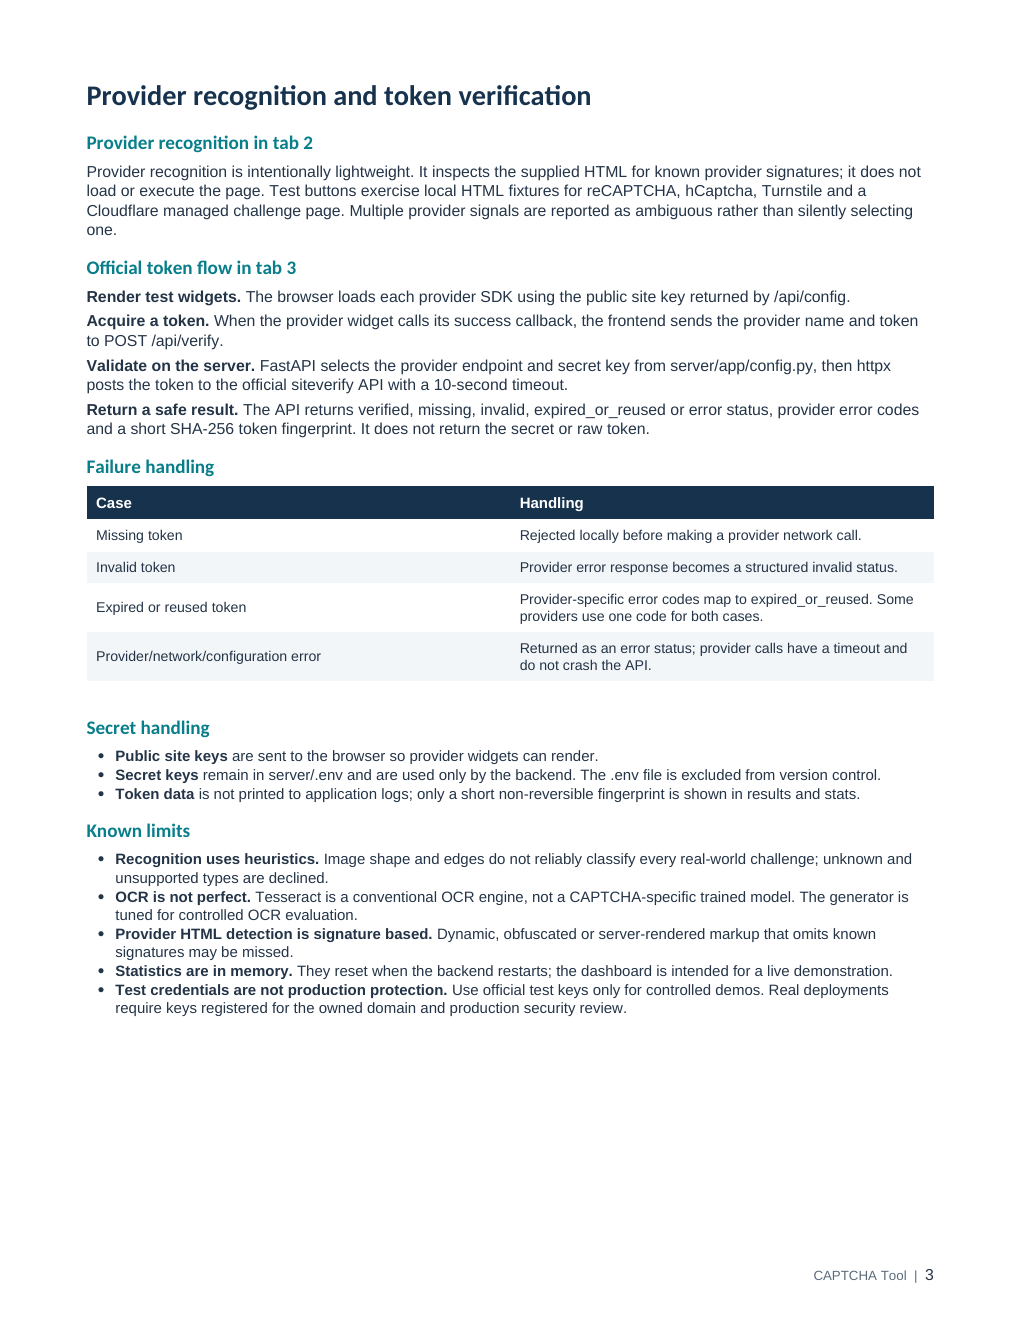 Provider recognition and token verification
Provider recognition in tab 2
Provider recognition is intentionally lightweight. It inspects the supplied HTML for known provider signatures; it does not
load or execute the page. Test buttons exercise local HTML fixtures for reCAPTCHA, hCaptcha, Turnstile and a
Cloudflare managed challenge page. Multiple provider signals are reported as ambiguous rather than silently selecting
one.
Official token flow in tab 3
Render test widgets. The browser loads each provider SDK using the public site key returned by /api/config.
Acquire a token. When the provider widget calls its success callback, the frontend sends the provider name and token
to POST /api/verify.
Validate on the server. FastAPI selects the provider endpoint and secret key from server/app/config.py, then httpx
posts the token to the official siteverify API with a 10-second timeout.
Return a safe result. The API returns verified, missing, invalid, expired_or_reused or error status, provider error codes
and a short SHA-256 token fingerprint. It does not return the secret or raw token.
Failure handling
Case Handling
Missing token Rejected locally before making a provider network call.
Invalid token Provider error response becomes a structured invalid status.
Expired or reused token Provider-specific error codes map to expired_or_reused. Some
providers use one code for both cases.
Provider/network/configuration error Returned as an error status; provider calls have a timeout and
do not crash the API.
Secret handling
• Public site keys are sent to the browser so provider widgets can render.
• Secret keys remain in server/.env and are used only by the backend. The .env file is excluded from version control.
• Token data is not printed to application logs; only a short non-reversible fingerprint is shown in results and stats.
Known limits
• Recognition uses heuristics. Image shape and edges do not reliably classify every real-world challenge; unknown and
unsupported types are declined.
• OCR is not perfect. Tesseract is a conventional OCR engine, not a CAPTCHA-specific trained model. The generator is
tuned for controlled OCR evaluation.
• Provider HTML detection is signature based. Dynamic, obfuscated or server-rendered markup that omits known
signatures may be missed.
• Statistics are in memory. They reset when the backend restarts; the dashboard is intended for a live demonstration.
• Test credentials are not production protection. Use official test keys only for controlled demos. Real deployments
require keys registered for the owned domain and production security review.
CAPTCHA Tool | 3